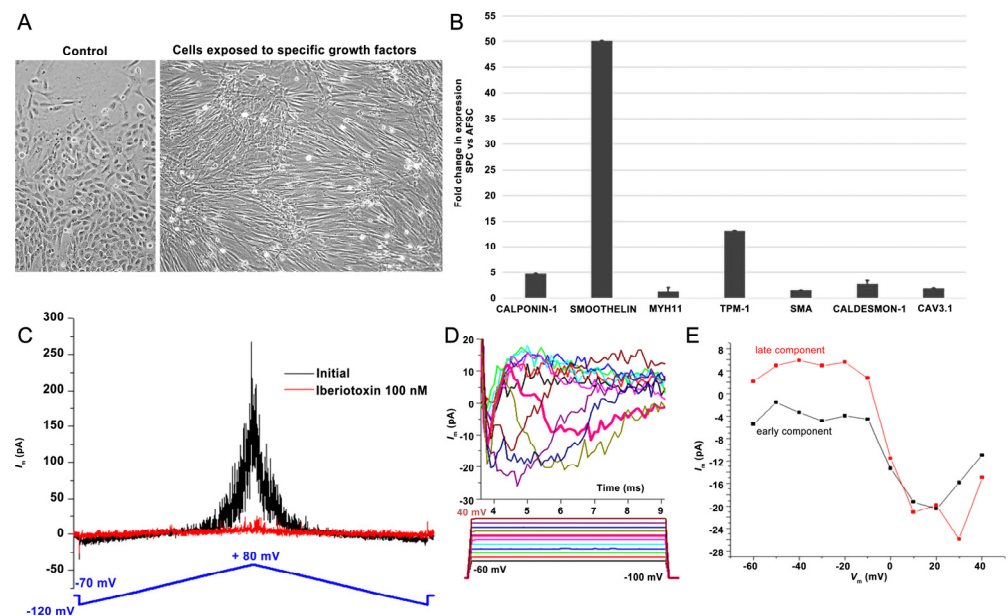 A
Control
Cells exposed to specific growth factors
B
Fold change in expression
SPC vs AFSC
55
50
45
40
35
30
25
20
15
10
5
0
CALPONIN-1
SMOOTHELIN
MYH11
TPM-1
SMA
CALDESMON-1
CAV3.1
C
I_m (pA)
300
250
200
150
100
50
0
-50
Initial
Iberiotoxin 100 nM
-70 mV
-120 mV
+ 80 mV
D
I_m (pA)
20
10
0
-10
-20
-30
Time (ms)
4 5 6 7 8 9
40 mV
-60 mV
-100 mV
E
I_m (pA)
8
4
0
-4
-8
-12
-16
-20
-24
-28
late component
early component
-60 -40 -20 0 20 40
V_m (mV)